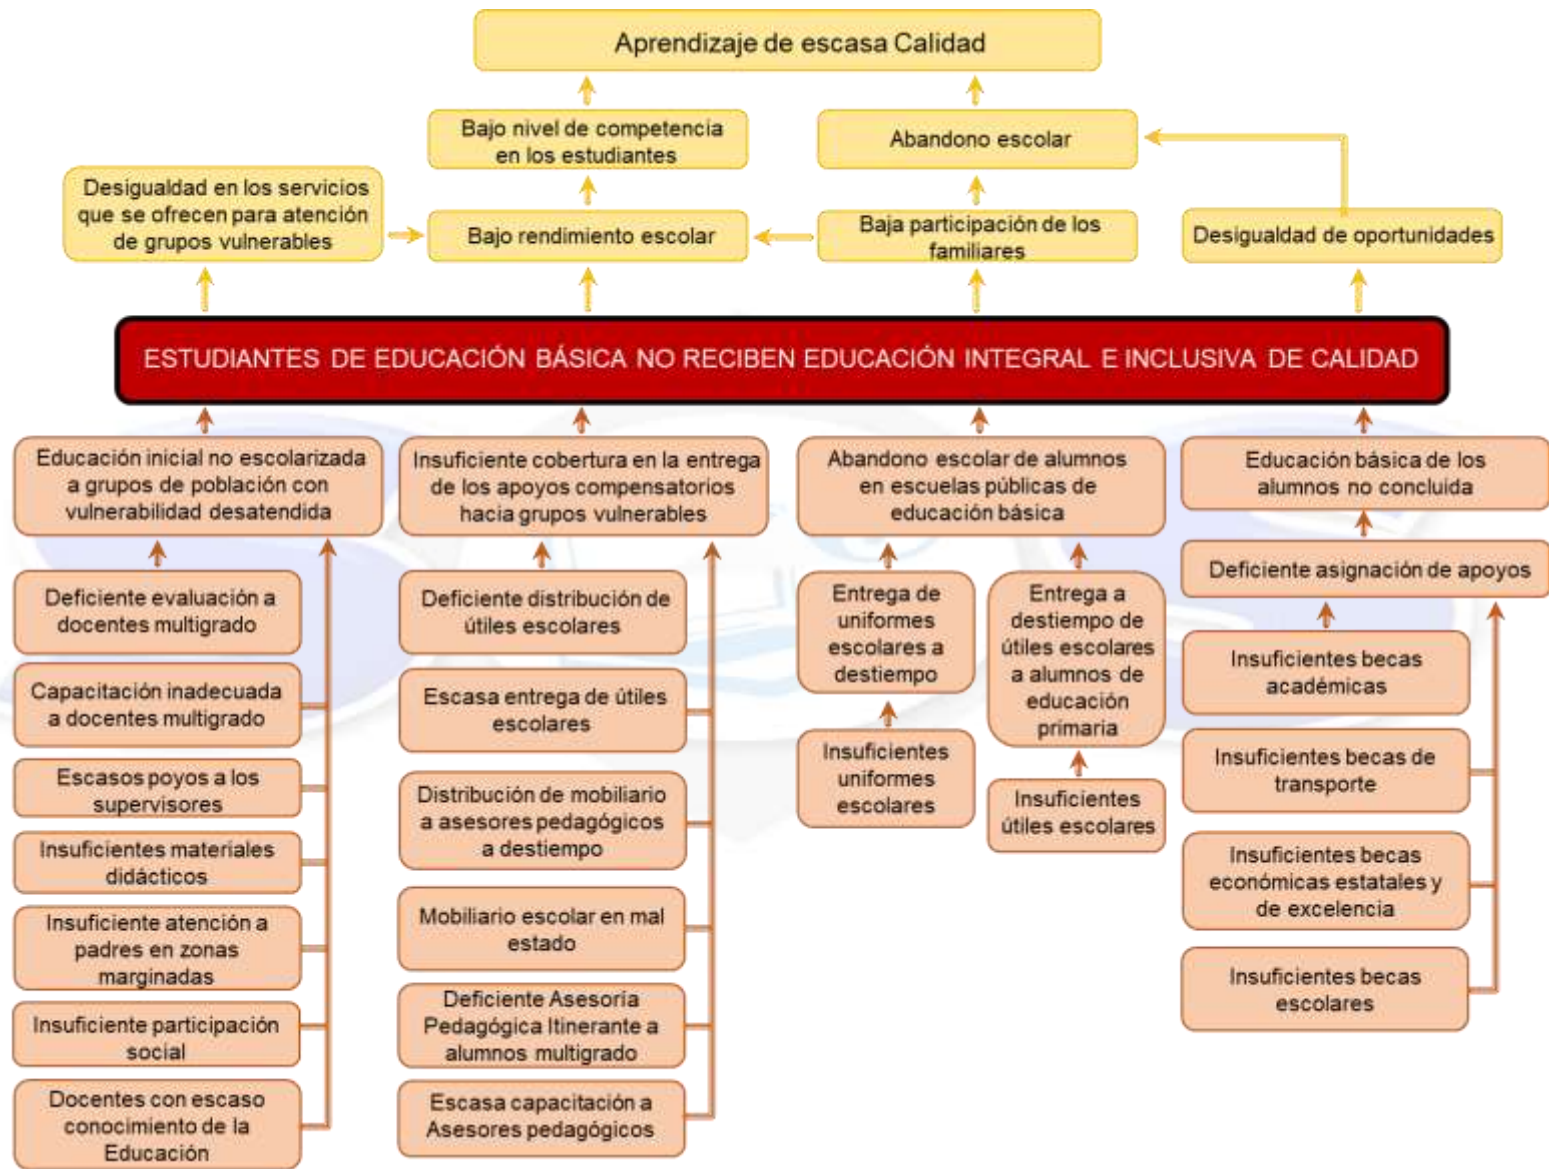 Aprendizaje de escasa Calidad
Bajo nivel de competencia
en los estudiantes
Abandono escolar
Desigualdad en los servicios
que se ofrecen para atención
de grupos vulnerables
Bajo rendimiento escolar
Baja participación de los
familiares
Desigualdad de oportunidades
ESTUDIANTES DE EDUCACIÓN BÁSICA NO RECIBEN EDUCACIÓN INTEGRAL E INCLUSIVA DE CALIDAD
Educación inicial no escolarizada
a grupos de población con
vulnerabilidad desatendida
Deficiente evaluación a
docentes multigrado
Capacitación inadecuada
a docentes multigrado
Escasos poyos a los
supervisores
Insuficientes materiales
didácticos
Insuficiente atención a
padres en zonas
marginadas
Insuficiente participación
social
Docentes con escaso
conocimiento de la
Educación
Insuficiente cobertura en la entrega
de los apoyos compensatorios
hacia grupos vulnerables
Deficiente distribución de
útiles escolares
Escasa entrega de útiles
escolares
Distribución de mobiliario
a asesores pedagógicos
a destiempo
Mobiliario escolar en mal
estado
Deficiente Asesoría
Pedagógica Itinerante a
alumnos multigrado
Escasa capacitación a
Asesores pedagógicos
Abandono escolar de alumnos
en escuelas públicas de
educación básica
Entrega de
uniformes
escolares a
destiempo
Insuficientes
uniformes
escolares
Entrega a
destiempo de
útiles escolares
a alumnos de
educación
primaria
Insuficientes
útiles escolares
Educación básica de los
alumnos no concluida
Deficiente asignación de apoyos
Insuficientes becas
académicas
Insuficientes becas de
transporte
Insuficientes becas
económicas estatales y
de excelencia
Insuficientes becas
escolares